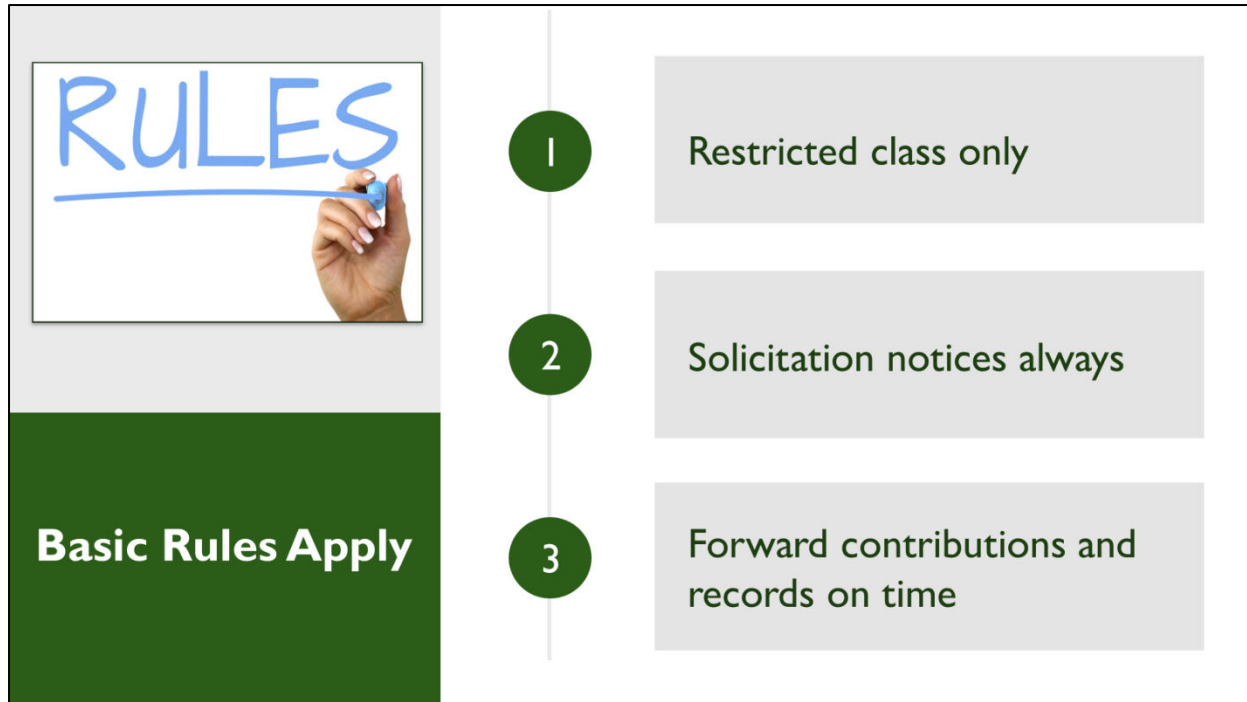 RULES
Basic Rules Apply
1
Restricted class only
2
Solicitation notices always
3
Forward contributions and
records on time